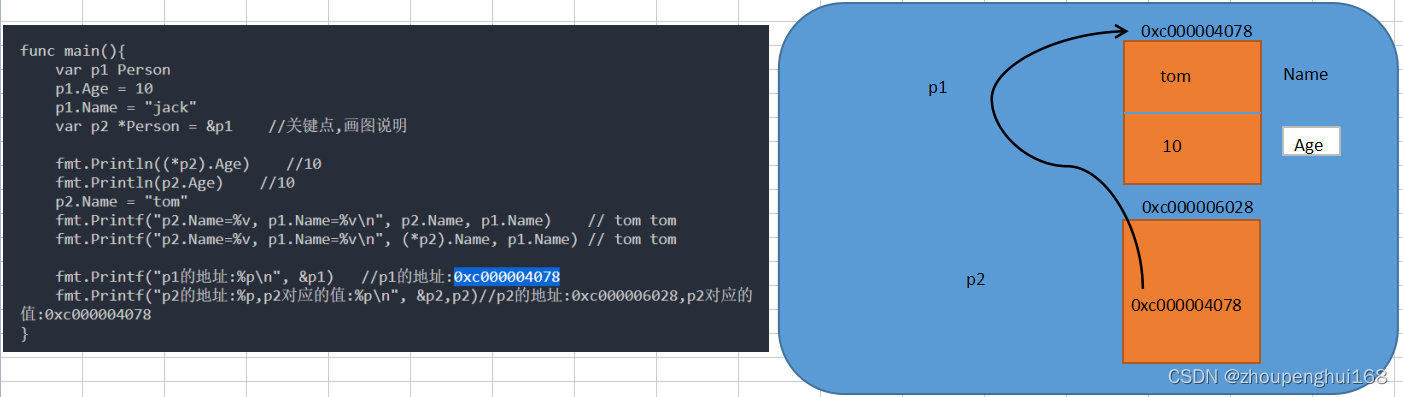 func main(){
    var p1 Person
    p1.Age = 10
    p1.Name = "jack"
    var p2 *Person = &p1    //关键点,画图说明
    fmt.Println((*p2).Age)    //10
    fmt.Println(p2.Age)    //10
    p2.Name = "tom"
    fmt.Printf("p2.Name=%v, p1.Name=%v\n", p2.Name, p1.Name)    // tom tom
    fmt.Printf("p2.Name=%v, p1.Name=%v\n", (*p2).Name, p1.Name) // tom tom
    fmt.Printf("p1的地址:%p\n", &p1)   //p1的地址:0xc000004078
    fmt.Printf("p2的地址:%p,p2对应的值:%p\n", &p2,p2)//p2的地址:0xc000006028,p2对应的
值:0xc000004078
}
0xc000004078
p1
tom
Name
10
Age
0xc000006028
p2
0xc000004078
CSDN @zhoupenghui168